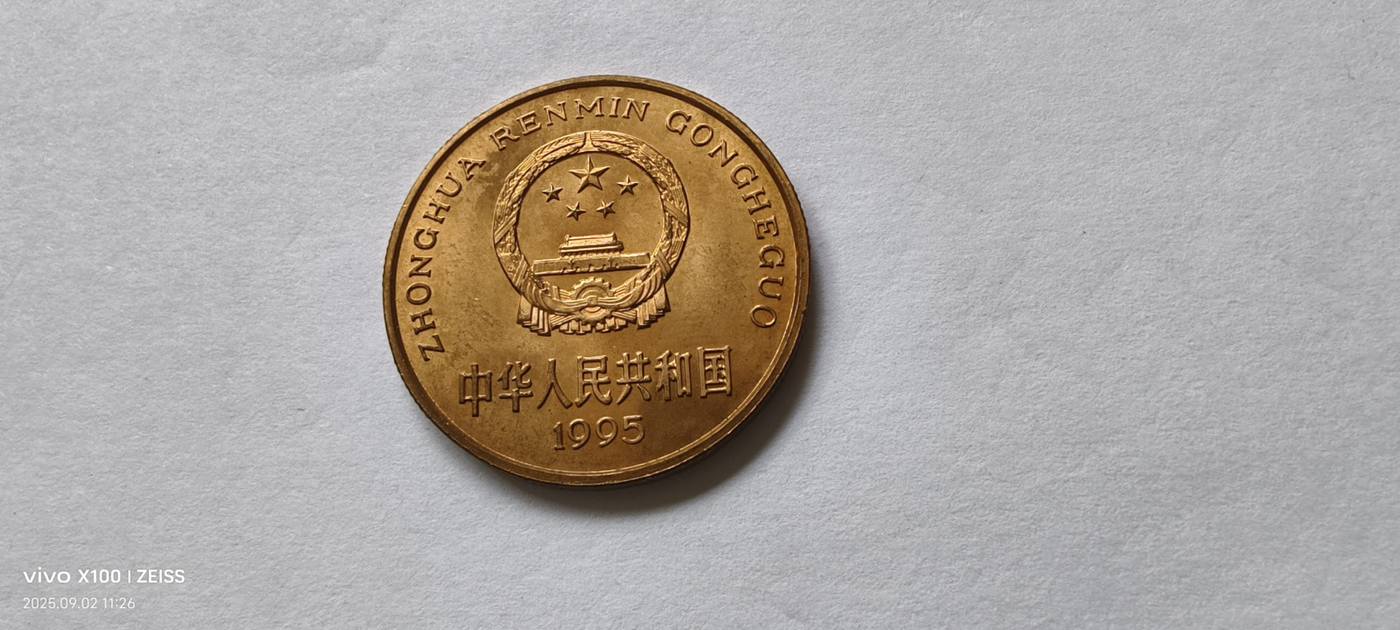 ZHONGHUA RENMIN GONGHEGUO
中华人民共和国
1995
vivo X100 | ZEISS
2025.09.02 11:26